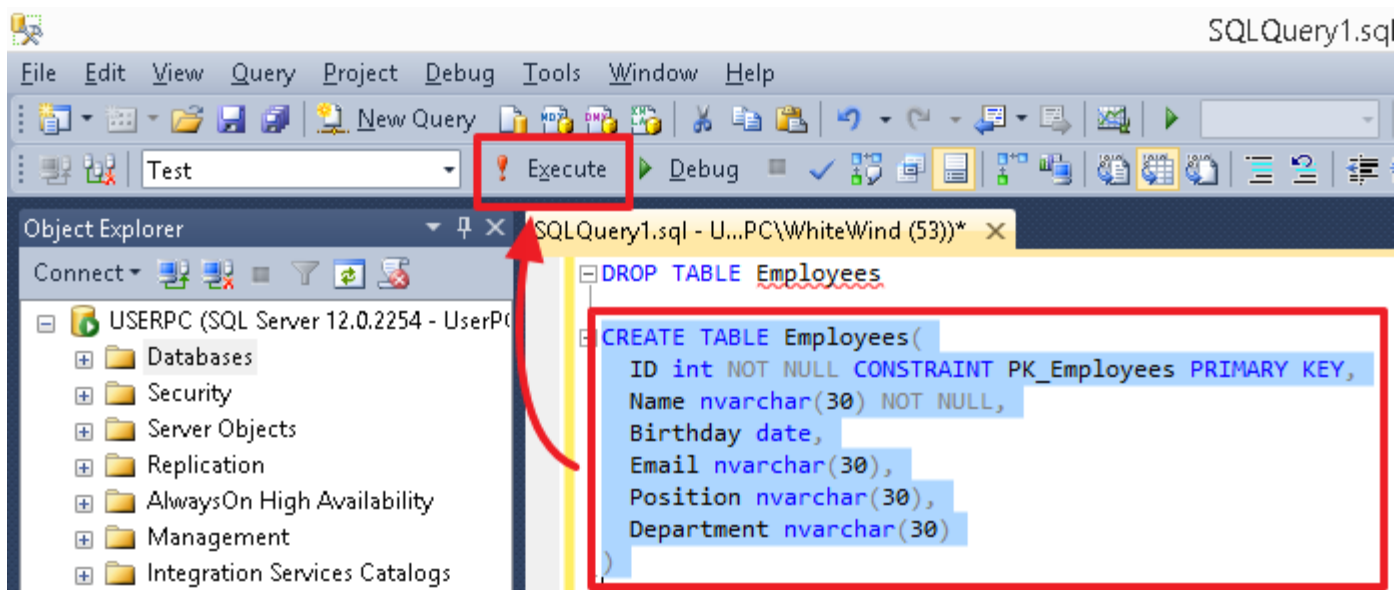 SQLQuery1.sql
File Edit View Query Project Debug Tools Window Help
New Query
Test Execute Debug
Object Explorer
SQLQuery1.sql - U...PC\WhiteWind (53))*
Connect
DROP TABLE Employees
USERPC (SQL Server 12.0.2254 - UserPC
Databases
Security
Server Objects
Replication
AlwaysOn High Availability
Management
Integration Services Catalogs
CREATE TABLE Employees(
ID int NOT NULL CONSTRAINT PK_Employees PRIMARY KEY,
Name nvarchar(30) NOT NULL,
Birthday date,
Email nvarchar(30),
Position nvarchar(30),
Department nvarchar(30)
)